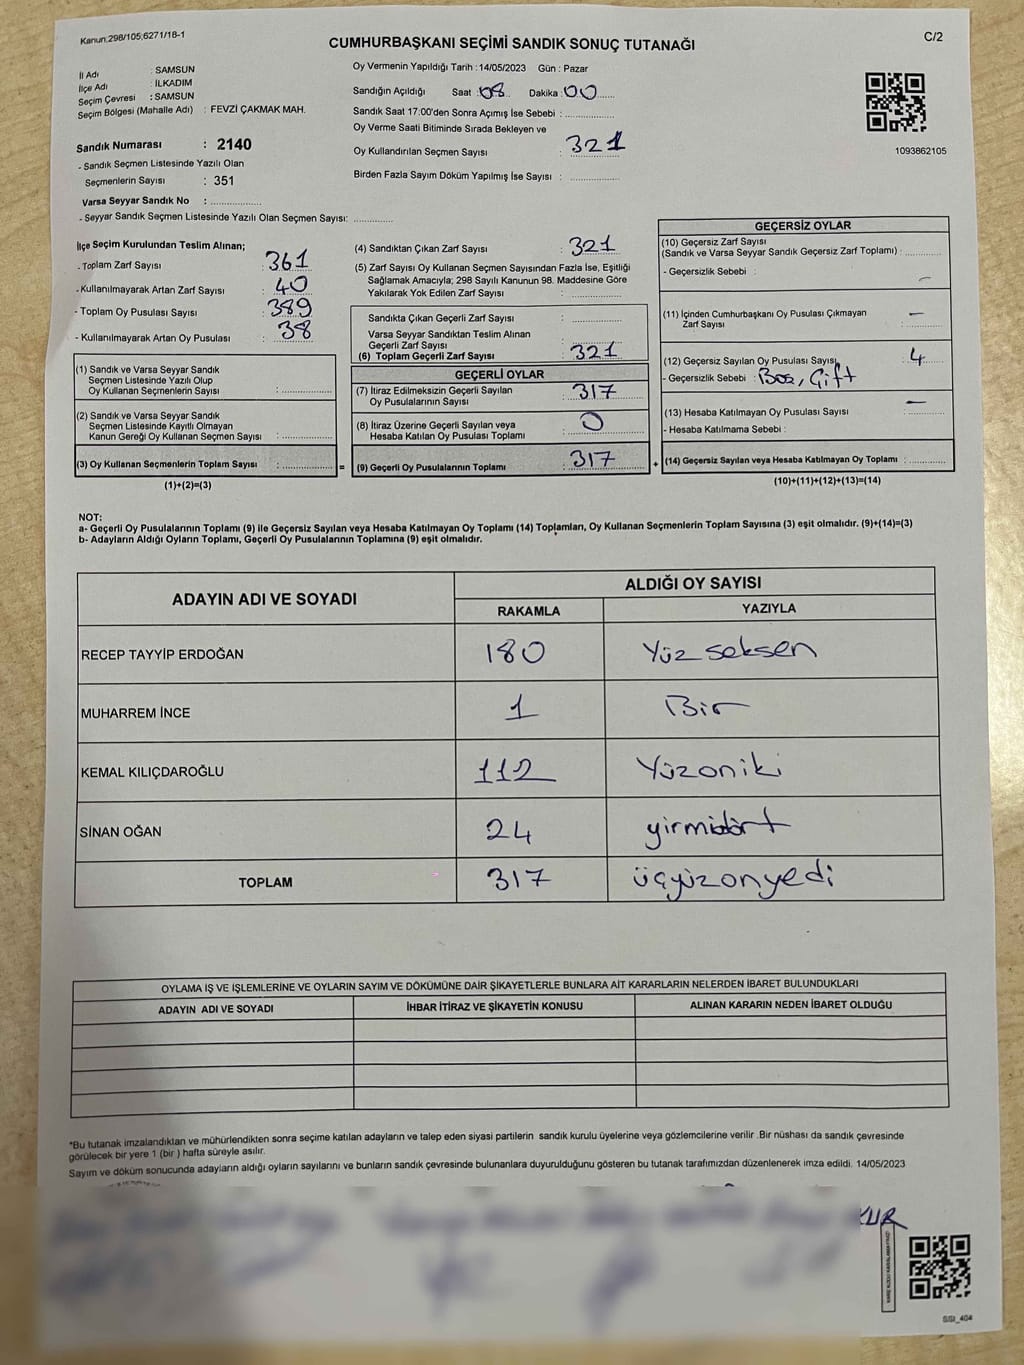 Kanun:298/105;6271/18-1
C/2
CUMHURBAŞKANI SEÇİMİ SANDIK SONUÇ TUTANAĞI
İl Adı : SAMSUN
İlçe Adı : İLKADIM
Seçim Çevresi : SAMSUN
Seçim Bölgesi (Mahalle Adı) : FEVZİ ÇAKMAK MAH.
Sandık Numarası : 2140
- Sandık Seçmen Listesinde Yazılı Olan
Seçmenlerin Sayısı : 351
Varsa Seyyar Sandık No : ................
- Seyyar Sandık Seçmen Listesinde Yazılı Olan Seçmen Sayısı: ............
Oy Vermenin Yapıldığı Tarih : 14/05/2023 Gün : Pazar
Sandığın Açıldığı Saat : 08 Dakika : 00
Sandık Saat 17:00'den Sonra Açımış İse Sebebi : ................
Oy Verme Saati Bitiminde Sırada Bekleyen ve
Oy Kullandırılan Seçmen Sayısı : 321
Birden Fazla Sayım Döküm Yapılmış İse Sayısı : ................
1093862105
İlçe Seçim Kurulundan Teslim Alınan;
- Toplam Zarf Sayısı : 361
- Kullanılmayarak Artan Zarf Sayısı : 40
- Toplam Oy Pusulası Sayısı : 389
- Kullanılmayarak Artan Oy Pusulası : 38
(1) Sandık ve Varsa Seyyar Sandık
Seçmen Listesinde Yazılı Olup
Oy Kullanan Seçmenlerin Sayısı : ................
(2) Sandık ve Varsa Seyyar Sandık
Seçmen Listesinde Kayıtlı Olmayan
Kanun Gereği Oy Kullanan Seçmen Sayısı : ................
(3) Oy Kullanan Seçmenlerin Toplam Sayısı : ................ =
(1)+(2)=(3)
(4) Sandıktan Çıkan Zarf Sayısı : 321
(5) Zarf Sayısı Oy Kullanan Seçmen Sayısından Fazla İse, Eşitliği
Sağlamak Amacıyla; 298 Sayılı Kanunun 98. Maddesine Göre
Yakılarak Yok Edilen Zarf Sayısı : ................
Sandıkta Çıkan Geçerli Zarf Sayısı : ................
Varsa Seyyar Sandıktan Teslim Alınan
Geçerli Zarf Sayısı : ................
(6) Toplam Geçerli Zarf Sayısı : 321
GEÇERLİ OYLAR
(7) İtiraz Edilmeksizin Geçerli Sayılan
Oy Pusulalarının Sayısı : 317
(8) İtiraz Üzerine Geçerli Sayılan veya
Hesaba Katılan Oy Pusulası Toplamı : 0
(9) Geçerli Oy Pusulalarının Toplamı : 317 +
GEÇERSİZ OYLAR
(10) Geçersiz Zarf Sayısı
(Sandık ve Varsa Seyyar Sandık Geçersiz Zarf Toplamı) : ............
- Geçersizlik Sebebi : –
(11) İçinden Cumhurbaşkanı Oy Pusulası Çıkmayan –
Zarf Sayısı : ............
(12) Geçersiz Sayılan Oy Pusulası Sayısı : 4
- Geçersizlik Sebebi : Boş, Çift
(13) Hesaba Katılmayan Oy Pusulası Sayısı : –
- Hesaba Katılmama Sebebi :
(14) Geçersiz Sayılan veya Hesaba Katılmayan Oy Toplamı : ............
(10)+(11)+(12)+(13)=(14)
NOT:
a- Geçerli Oy Pusulalarının Toplamı (9) ile Geçersiz Sayılan veya Hesaba Katılmayan Oy Toplamı (14) Toplamları, Oy Kullanan Seçmenlerin Toplam Sayısına (3) eşit olmalıdır. (9)+(14)=(3)
b- Adayların Aldığı Oyların Toplamı, Geçerli Oy Pusulalarının Toplamına (9) eşit olmalıdır.
ADAYIN ADI VE SOYADI
ALDIĞI OY SAYISI
RAKAMLA YAZIYLA
RECEP TAYYİP ERDOĞAN 180 Yüz seksen
MUHARREM İNCE 1 Bir
KEMAL KILIÇDAROĞLU 112 Yüzoniki
SİNAN OĞAN 24 yirmidört
TOPLAM 317 üçyüzonyedi
OYLAMA İŞ VE İŞLEMLERİNE VE OYLARIN SAYIM VE DÖKÜMÜNE DAİR ŞİKAYETLERLE BUNLARA AİT KARARLARIN NELERDEN İBARET BULUNDUKLARI
ADAYIN ADI VE SOYADI İHBAR İTİRAZ VE ŞİKAYETİN KONUSU ALINAN KARARIN NEDEN İBARET OLDUĞU
*Bu tutanak imzalandıktan ve mühürlendikten sonra seçime katılan adayların ve talep eden siyasi partilerin sandık kurulu üyelerine veya gözlemcilerine verilir .Bir nüshası da sandık çevresinde
görülecek bir yere 1 (bir ) hafta süreyle asılır.
Sayım ve döküm sonucunda adayların aldığı oyların sayılarını ve bunların sandık çevresinde bulunanlara duyurulduğunu gösteren bu tutanak tarafımızdan düzenlenerek imza edildi. 14/05/2023
SSI_404